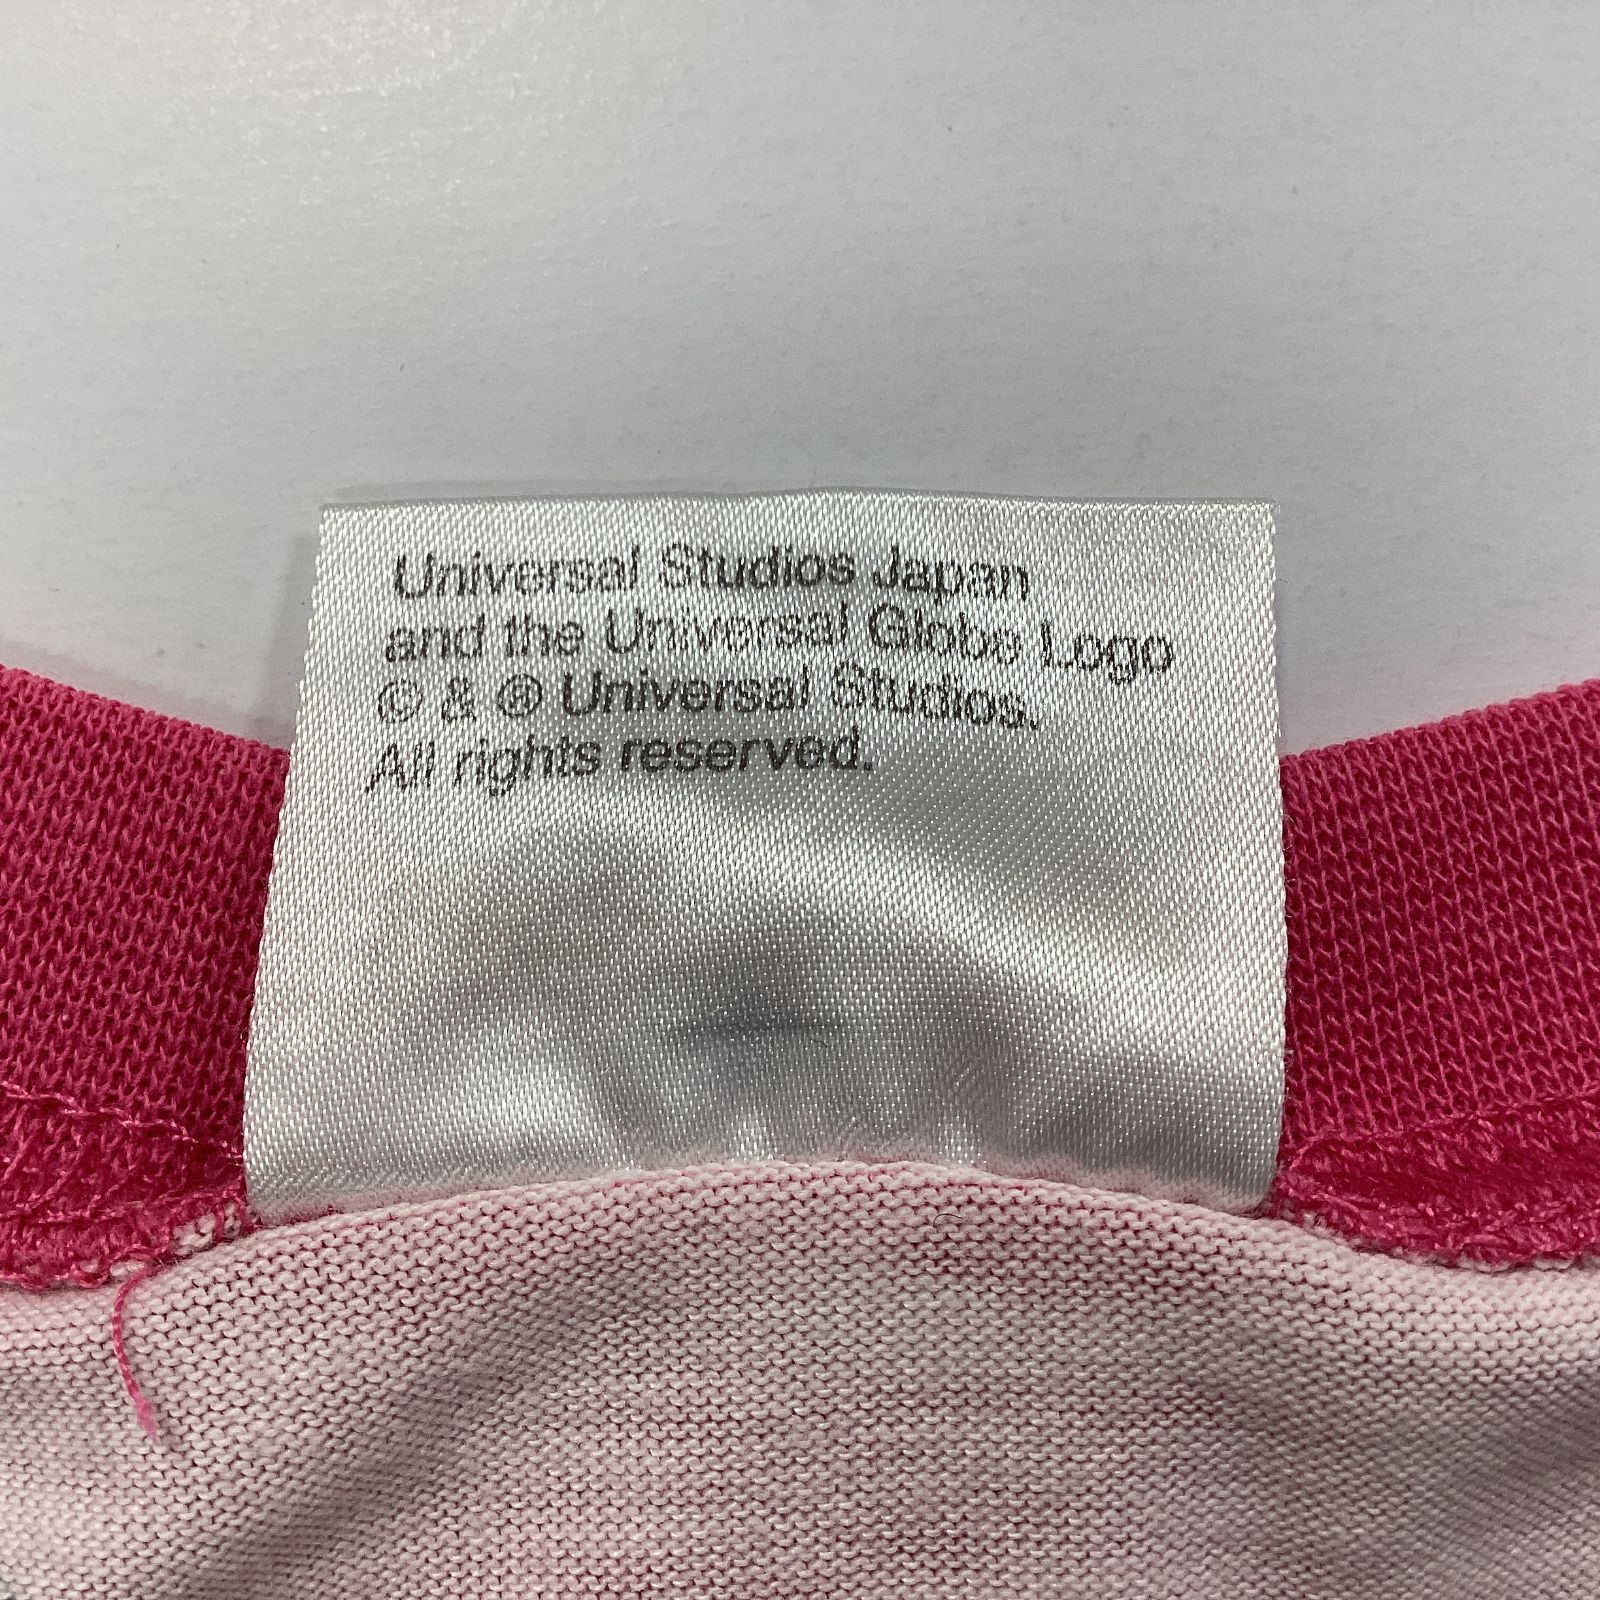 Universal Studios Japan
and the Universal Globe Logo
© & ® Universal Studios.
All rights reserved.